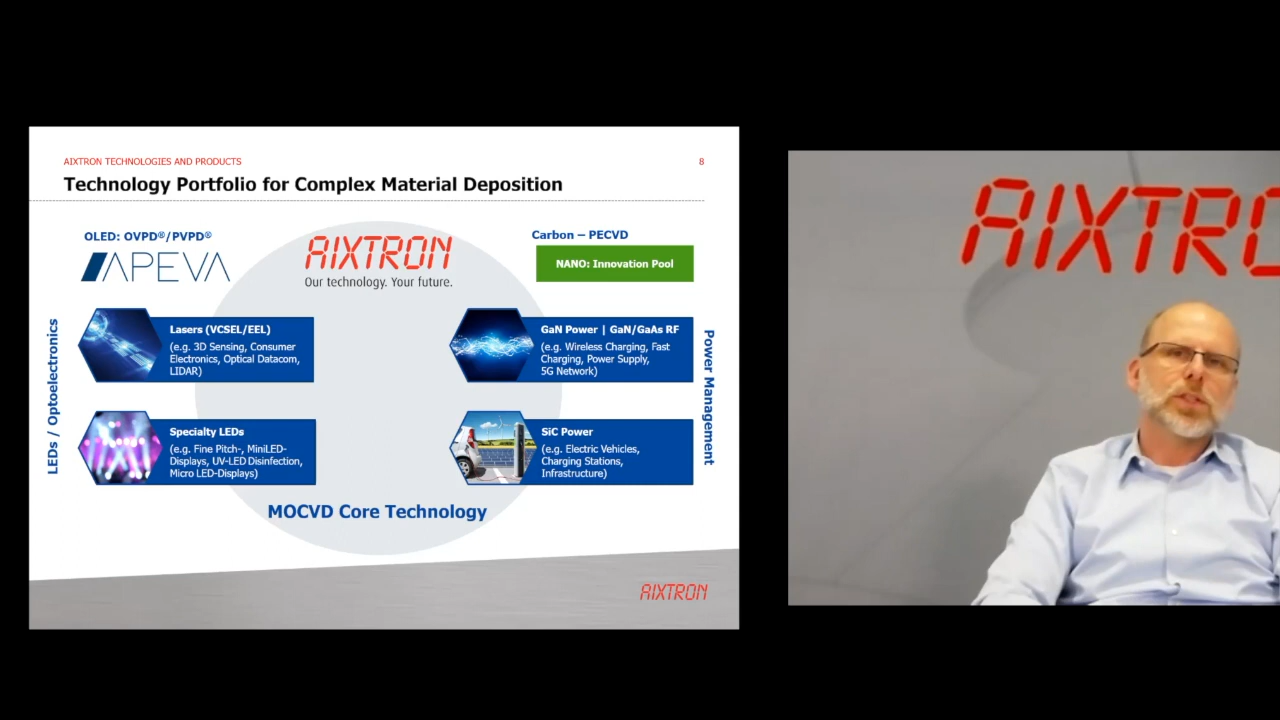 AIXTRON TECHNOLOGIES AND PRODUCTS
8
Technology Portfolio for Complex Material Deposition
OLED: OVPD®/PVPD®
APEVA
AIXTRON
Our technology. Your future.
Carbon – PECVD
NANO: Innovation Pool
LEDs / Optoelectronics
Lasers (VCSEL/EEL)
(e.g. 3D Sensing, Consumer
Electronics, Optical Datacom,
LIDAR)
GaN Power | GaN/GaAs RF
(e.g. Wireless Charging, Fast
Charging, Power Supply,
5G Network)
Power Management
Specialty LEDs
(e.g. Fine Pitch-, MiniLED-
Displays, UV-LED Disinfection,
Micro LED-Displays)
SiC Power
(e.g. Electric Vehicles,
Charging Stations,
Infrastructure)
MOCVD Core Technology
AIXTRON
AIXTRO